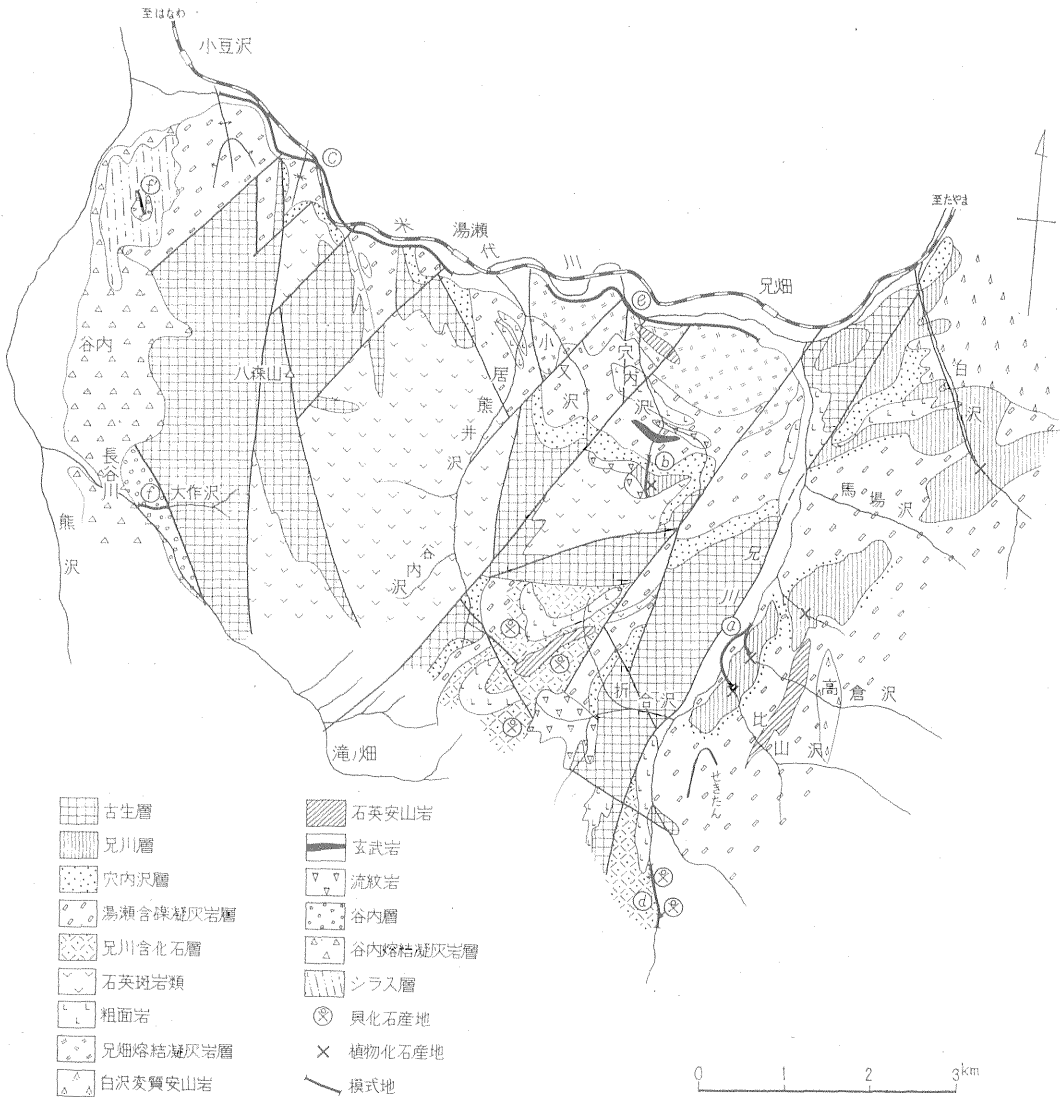 至はなわ
小豆沢
c
f
米代川
湯瀬
至たやま
兄畑
e
谷内
八森山
小又沢
穴内沢
居熊井沢
白沢
b
長谷川
f
大作沢
熊沢
馬場沢
谷内沢
兄川
a
折合沢
高倉沢
比山沢
滝ノ畑
せきたん
d
古生層
兄川層
穴内沢層
湯瀬含礫凝灰岩層
兄川含化石層
石英斑岩類
粗面岩
兄畑熔結凝灰岩層
白沢変質安山岩
石英安山岩
玄武岩
流紋岩
谷内層
谷内熔結凝灰岩層
シラス層
貝化石産地
植物化石産地
模式地
0 1 2 3km